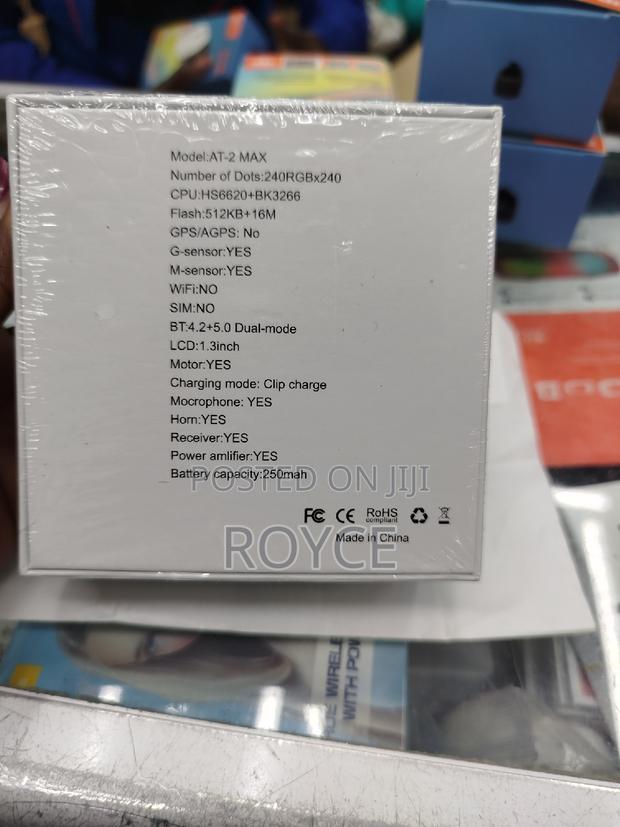 Model:AT-2 MAX
Number of Dots:240RGBx240
CPU:HS6620+BK3266
Flash:512KB+16M
GPS/AGPS: No
G-sensor:YES
M-sensor:YES
WiFi:NO
SIM:NO
BT:4.2+5.0 Dual-mode
LCD:1.3inch
Motor:YES
Charging mode: Clip charge
Mocrophone: YES
Horn:YES
Receiver:YES
Power amlifier:YES
Battery capacity:250mah
POSTED ON JIJI
FC CE RoHS
compliant
Made in China
ROYCE
WIRELE
WITH POW